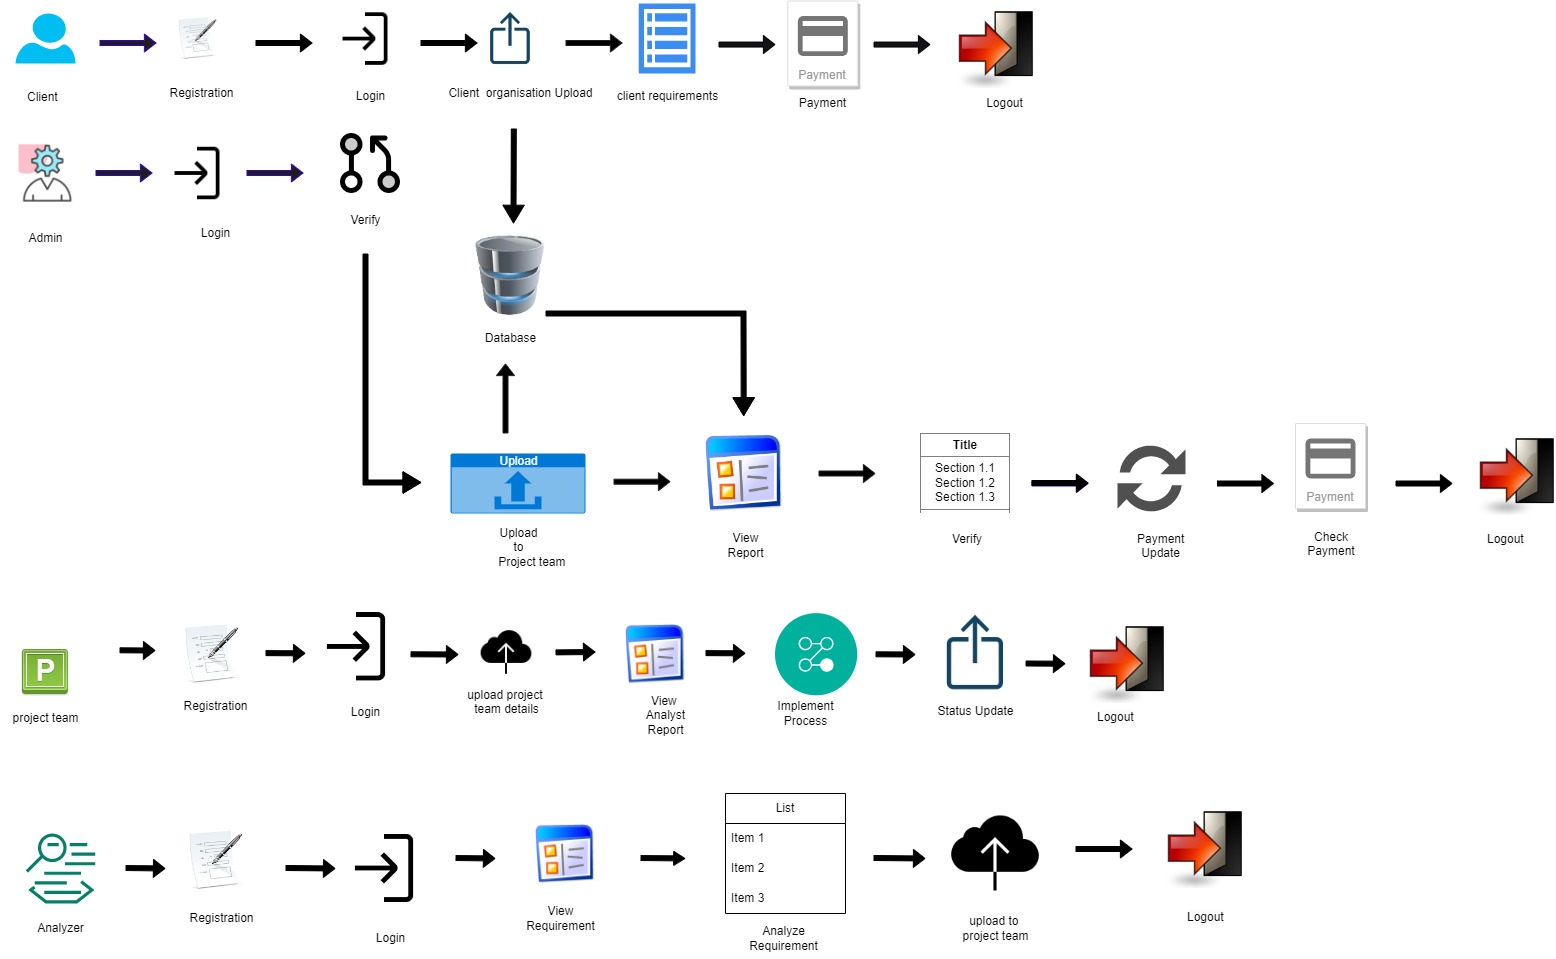 Payment
Client
Registration
Login
Client  organisation Upload
client requirements
Payment
Logout
Admin
Login
Verify
Database
Upload
Title
Section 1.1
Section 1.2
Section 1.3
Payment
Upload
to
Project team
View
Report
Verify
Payment
Update
Check
Payment
Logout
P
project team
Registration
Login
upload project
team details
View
Analyst
Report
Implement
Process
Status Update
Logout
List
Item 1
Item 2
Item 3
Analyzer
Registration
Login
View
Requirement
Analyze
Requirement
upload to
project team
Logout